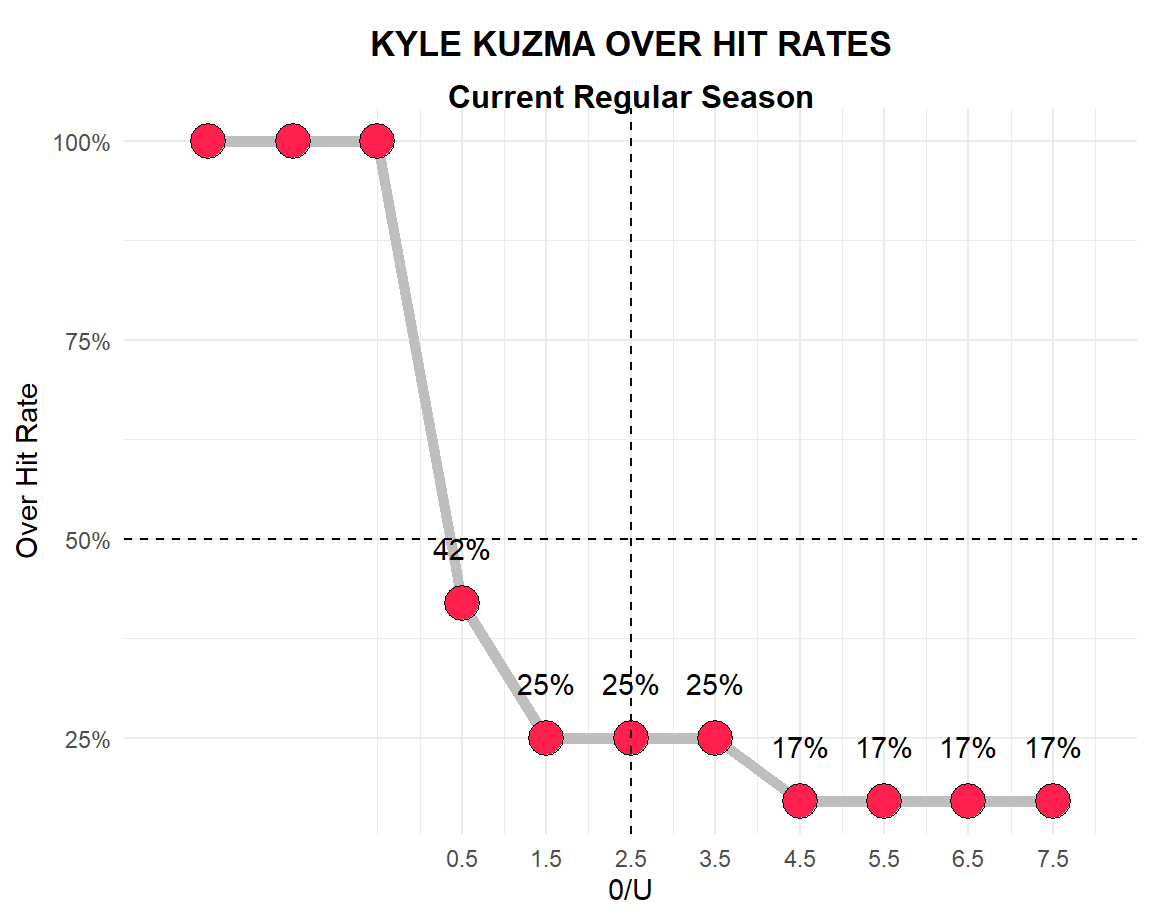 KYLE KUZMA OVER HIT RATES
Current Regular Season
100%
75%
50%
25%
Over Hit Rate
42%
25% 25% 25%
17% 17% 17% 17%
0.5 1.5 2.5 3.5 4.5 5.5 6.5 7.5
0/U